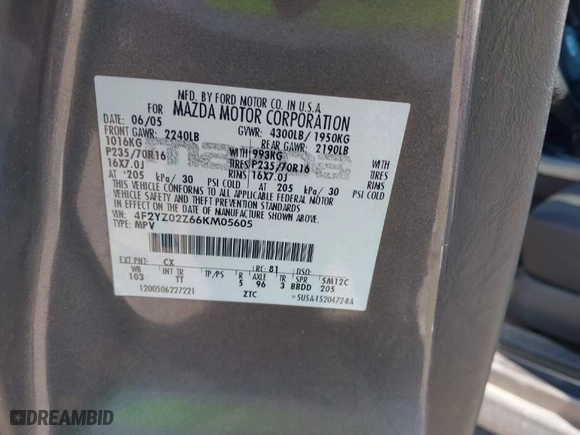 MFD. BY FORD MOTOR CO. IN U.S.A.
FOR MAZDA MOTOR CORPORATION
DATE: 06/05 GVWR: 4300LB/ 1950KG
FRONT GAWR: 2240LB REAR GAWR: 2190LB
1016KG WITH 993KG WITH
P235/70R16 TIRES P235/70R16 TIRES
16X7.0J RIMS 16X7.0J RIMS
AT 205 kPa/ 30 PSI COLD AT 205 kPa/ 30 PSI COLD
THIS VEHICLE CONFORMS TO ALL APPLICABLE FEDERAL MOTOR
VEHICLE SAFETY AND THEFT PREVENTION STANDARDS
IN EFFECT ON THE DATE OF MANUFACTURE SHOWN ABOVE.
VIN: 4F2YZ02Z66KM05605
TYPE: MPV
EXT PNT: CX RC: 81 DSO:
WB INT TR TP/PS R AXLE TR SPR 5M12C
103 TT 5 96 3 BBDD 205
1200506227221 ZTC
DREAMBID